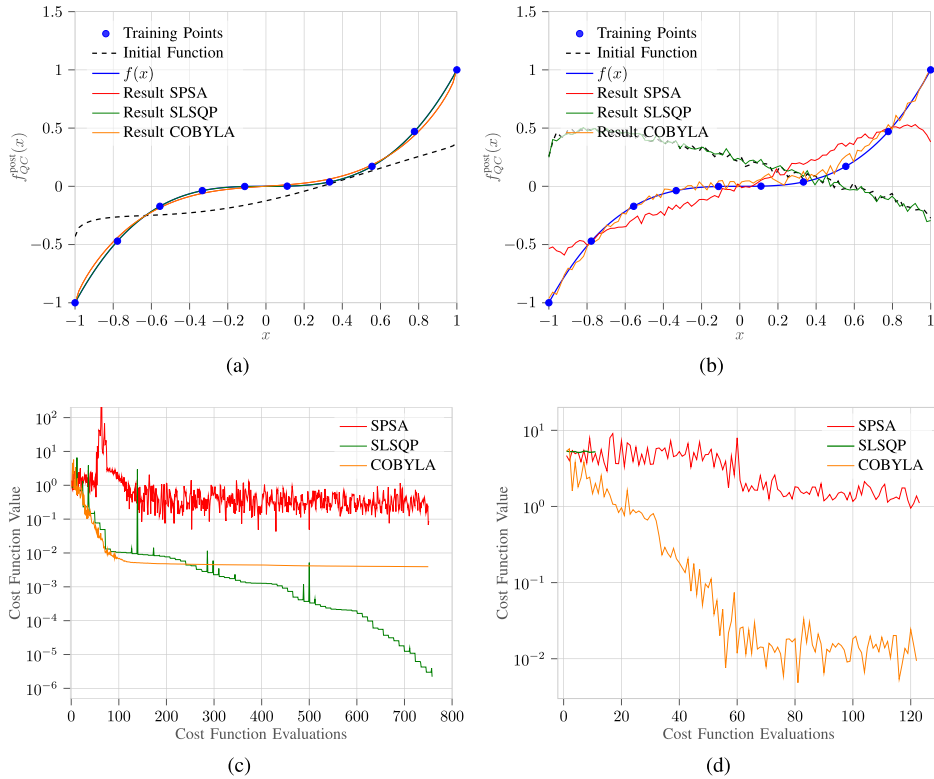 1.5
1
0.5
0
−0.5
−1
−1 −0.8 −0.6 −0.4 −0.2 0 0.2 0.4 0.6 0.8 1
x
f_{QC}^{post}(x)
Training Points
Initial Function
f(x)
Result SPSA
Result SLSQP
Result COBYLA
(a)
1.5
1
0.5
0
−0.5
−1
−1 −0.8 −0.6 −0.4 −0.2 0 0.2 0.4 0.6 0.8 1
x
f_{QC}^{post}(x)
Training Points
Initial Function
f(x)
Result SPSA
Result SLSQP
Result COBYLA
(b)
10^2
10^1
10^0
10^{−1}
10^{−2}
10^{−3}
10^{−4}
10^{−5}
10^{−6}
0 100 200 300 400 500 600 700 800
Cost Function Evaluations
Cost Function Value
SPSA
SLSQP
COBYLA
(c)
10^1
10^0
10^{−1}
10^{−2}
0 20 40 60 80 100 120
Cost Function Evaluations
Cost Function Value
SPSA
SLSQP
COBYLA
(d)